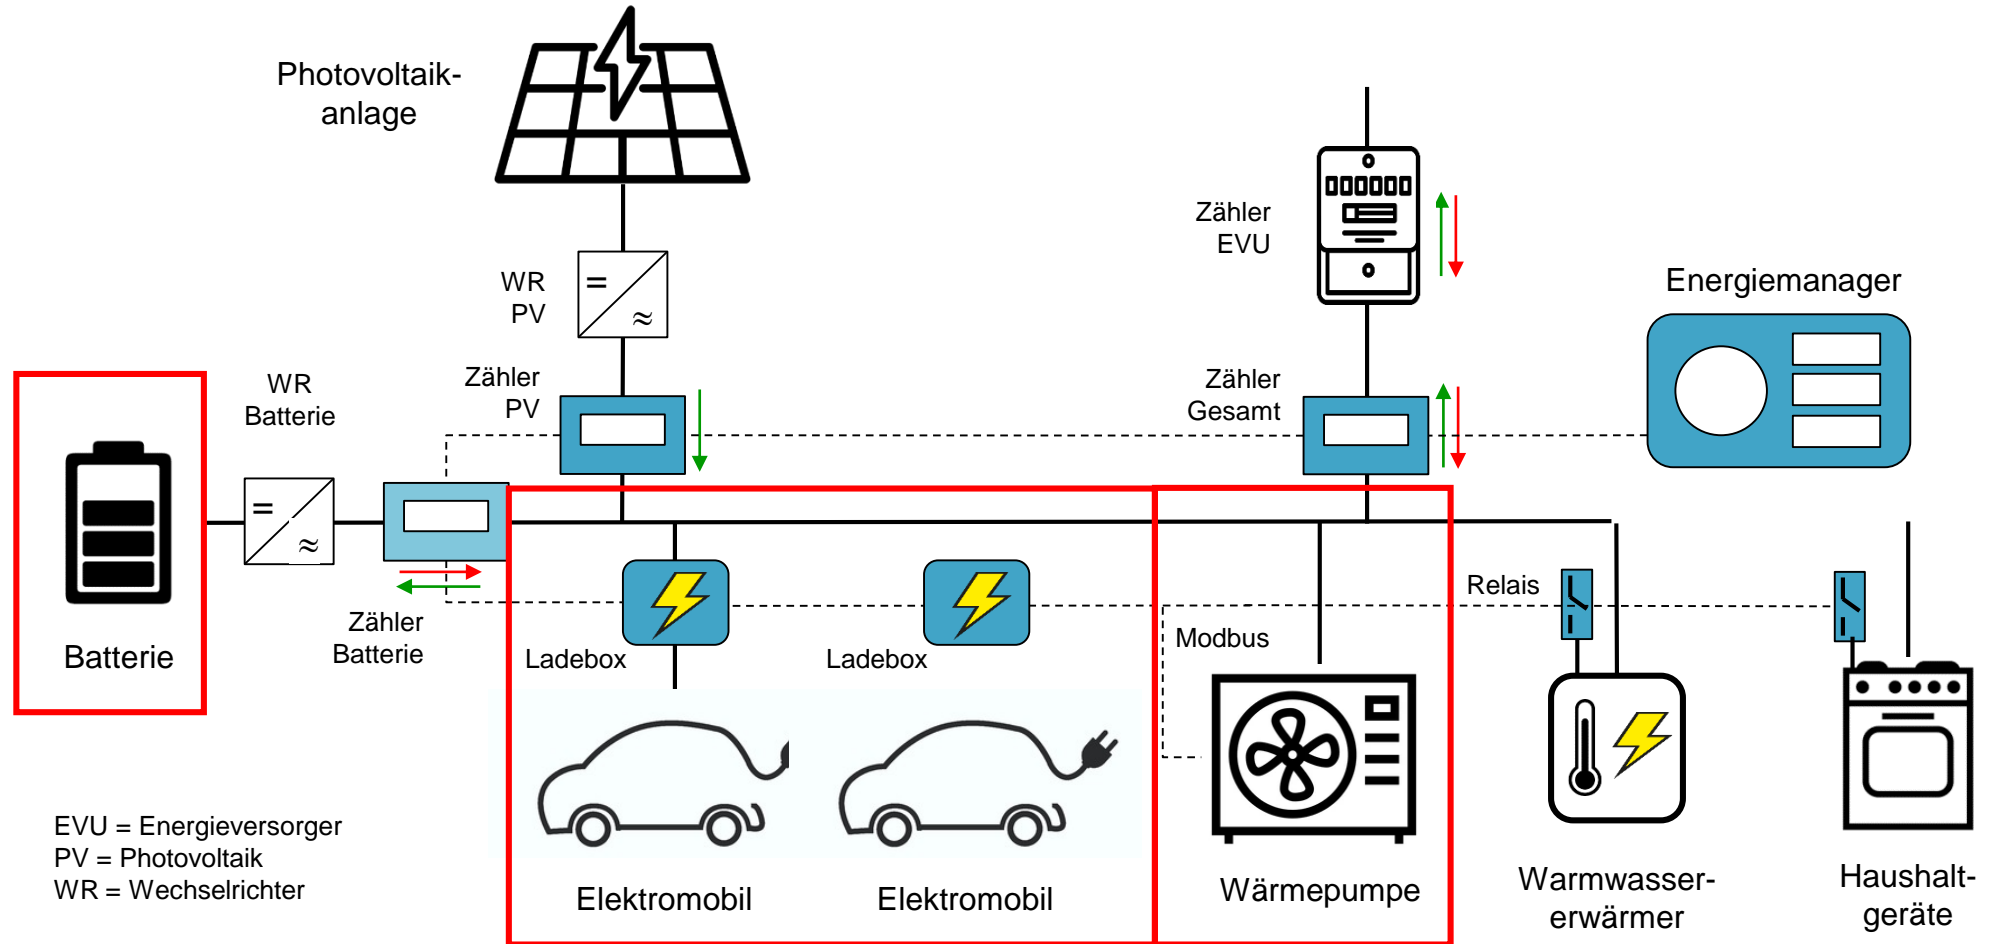 Photovoltaik-
anlage
Zähler
EVU
WR
PV
Energiemanager
Zähler
PV
WR
Batterie
Zähler
Gesamt
Relais
Zähler
Batterie
Modbus
Batterie
Ladebox
Ladebox
EVU = Energieversorger
PV = Photovoltaik
WR = Wechselrichter
Elektromobil
Elektromobil
Wärmepumpe
Warmwasser-
erwärmer
Haushalt-
geräte